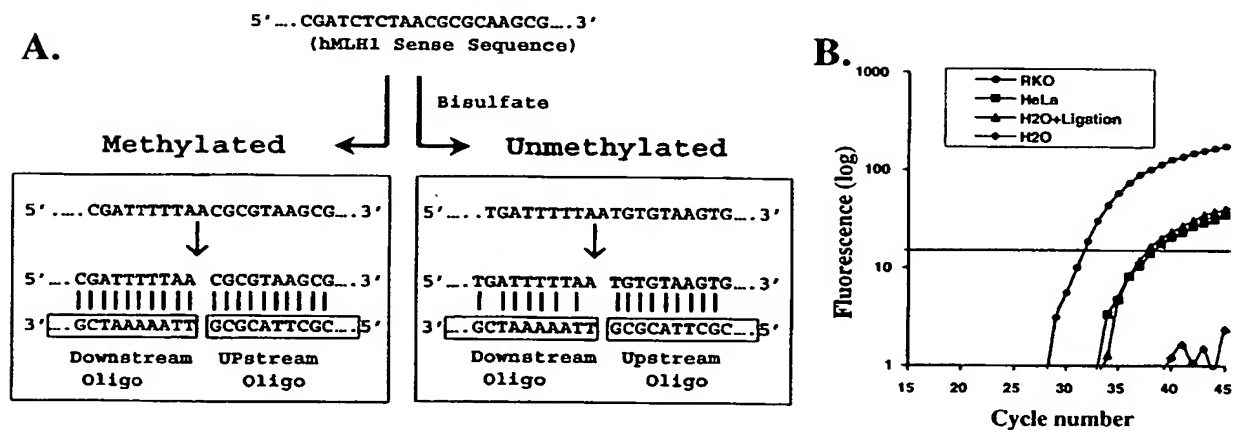 A.
5'….CGATCTCTAACGCGCAAGCG….3'
(hMLH1 Sense Sequence)
Bisulfate
Methylated
Unmethylated
5' ….CGATTTTTAACGCGTAAGCG….3'
5' ….TGATTTTTAATGTGTAAGTG….3'
5' ….CGATTTTTAA CGCGTAAGCG….3'
5' ….TGATTTTTAA TGTGTAAGTG….3'
3' ….GCTAAAAATT GCGCATTCGC….5'
3' ….GCTAAAAATT GCGCATTCGC….5'
Downstream Oligo
UPstream Oligo
Downstream Oligo
Upstream Oligo
B.
RKO
HeLa
H2O+Ligation
H2O
Fluorescence (log)
1000
100
10
1
15 20 25 30 35 40 45
Cycle number